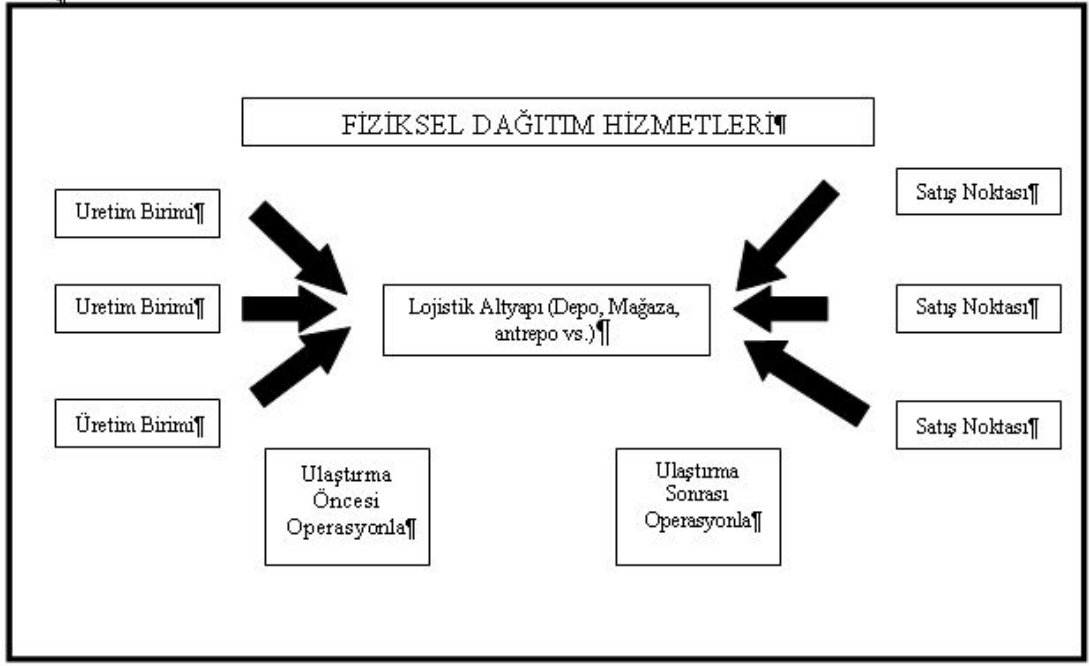 FİZİKSEL DAĞITIM HİZMETLERİ¶
Uretim Birimi¶
Satış Noktası¶
Uretim Birimi¶
Lojistik Altyapı (Depo, Mağaza,
antrepo vs.)¶
Satış Noktası¶
Üretim Birimi¶
Satış Noktası¶
Ulaştırma
Öncesi
Operasyonla¶
Ulaştırma
Sonrası
Operasyonla¶